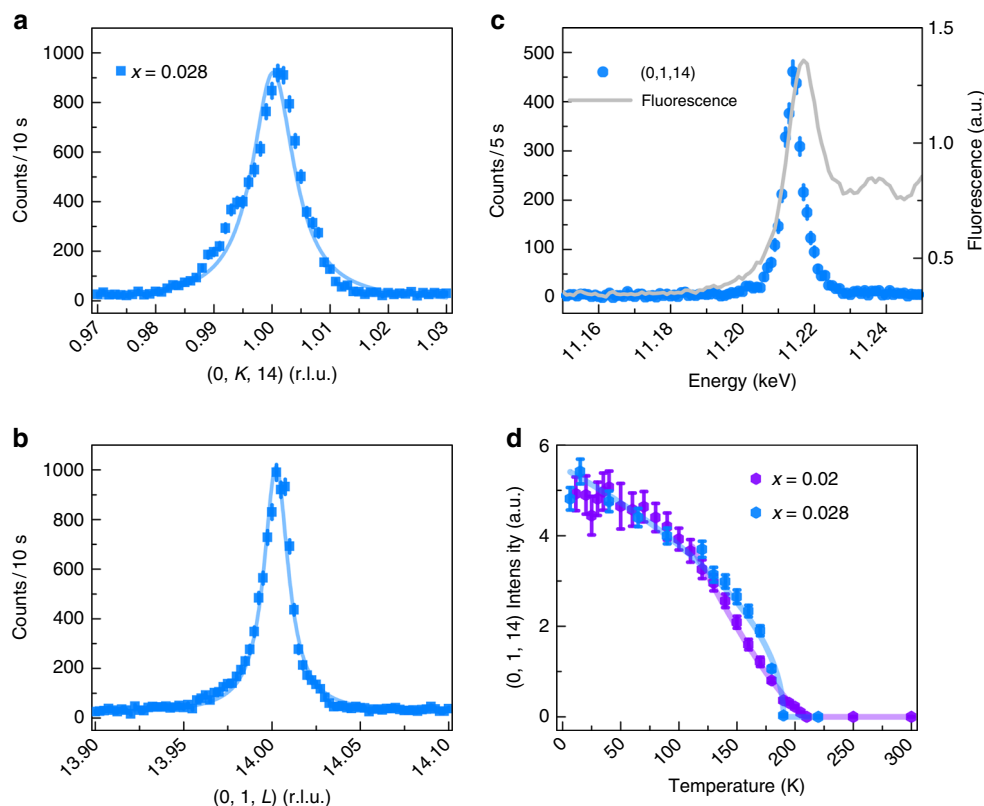 a
1000
800
600
400
200
0
Counts/10 s
x = 0.028
0.97
0.98
0.99
1.00
1.01
1.02
1.03
(0, K, 14) (r.l.u.)
c
500
400
300
200
100
0
Counts/5 s
(0,1,14)
Fluorescence
1.5
1.0
0.5
Fluorescence (a.u.)
11.16
11.18
11.20
11.22
11.24
Energy (keV)
b
1000
800
600
400
200
0
Counts/10 s
13.90
13.95
14.00
14.05
14.10
(0, 1, L) (r.l.u.)
d
6
4
2
0
(0, 1, 14) Intens ity (a.u.)
x = 0.02
x = 0.028
0
50
100
150
200
250
300
Temperature (K)